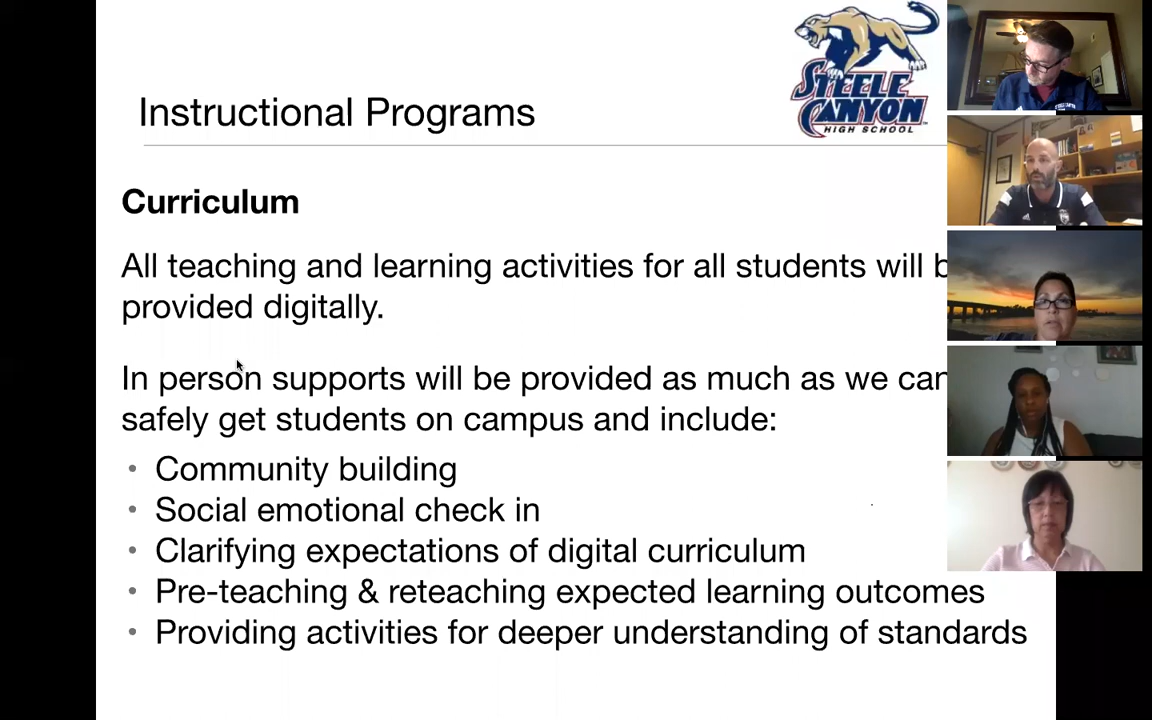 STEELE
CANYON
HIGH SCHOOL
Instructional Programs
Curriculum
All teaching and learning activities for all students will
provided digitally.
In person supports will be provided as much as we can
safely get students on campus and include:
• Community building
• Social emotional check in
• Clarifying expectations of digital curriculum
• Pre-teaching & reteaching expected learning outcomes
• Providing activities for deeper understanding of standards